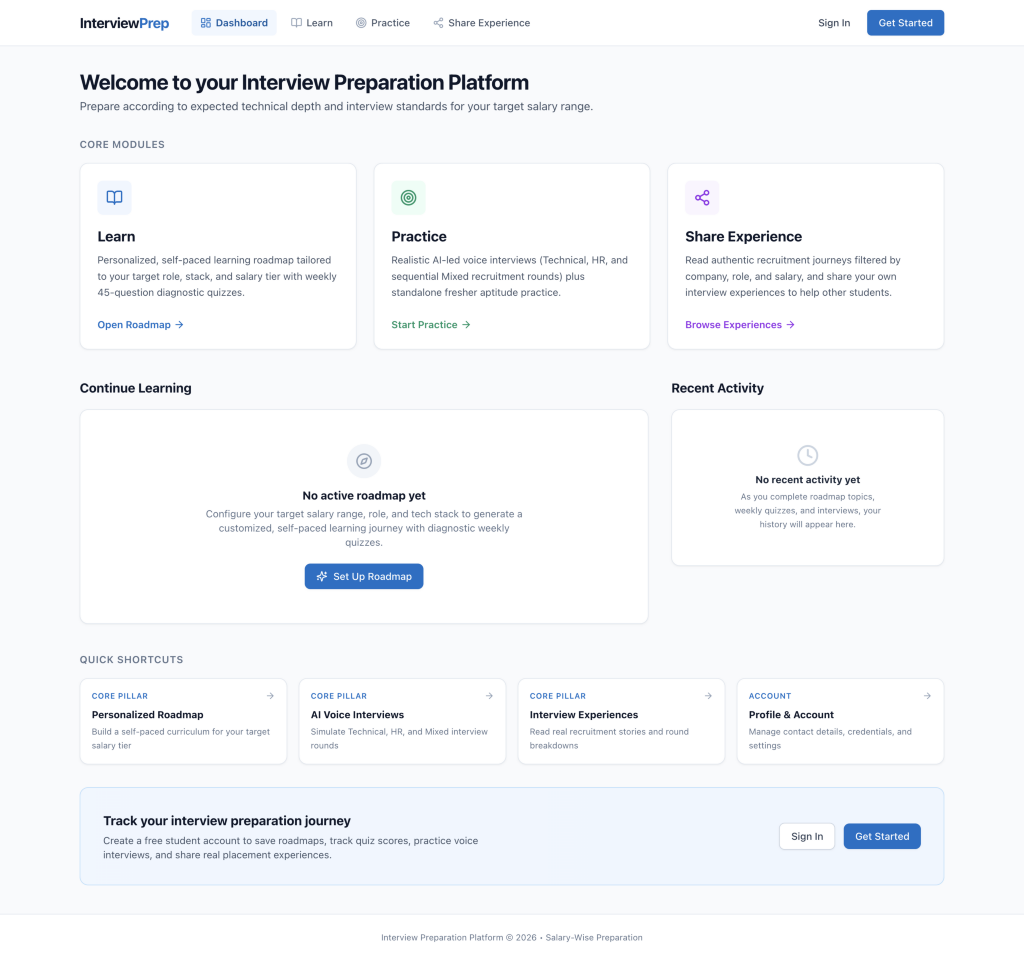 InterviewPrep Dashboard Learn Practice Share Experience Sign In Get Started
Welcome to your Interview Preparation Platform
Prepare according to expected technical depth and interview standards for your target salary range.
CORE MODULES
Learn
Personalized, self-paced learning roadmap tailored
to your target role, stack, and salary tier with weekly
45-question diagnostic quizzes.
Open Roadmap →
Practice
Realistic AI-led voice interviews (Technical, HR, and
sequential Mixed recruitment rounds) plus
standalone fresher aptitude practice.
Start Practice →
Share Experience
Read authentic recruitment journeys filtered by
company, role, and salary, and share your own
interview experiences to help other students.
Browse Experiences →
Continue Learning
No active roadmap yet
Configure your target salary range, role, and tech stack to generate a
customized, self-paced learning journey with diagnostic weekly
quizzes.
Set Up Roadmap
Recent Activity
No recent activity yet
As you complete roadmap topics,
weekly quizzes, and interviews, your
history will appear here.
QUICK SHORTCUTS
CORE PILLAR →
Personalized Roadmap
Build a self-paced curriculum for your target
salary tier
CORE PILLAR →
AI Voice Interviews
Simulate Technical, HR, and Mixed interview
rounds
CORE PILLAR →
Interview Experiences
Read real recruitment stories and round
breakdowns
ACCOUNT →
Profile & Account
Manage contact details, credentials, and
settings
Track your interview preparation journey
Create a free student account to save roadmaps, track quiz scores, practice voice
interviews, and share real placement experiences.
Sign In Get Started
Interview Preparation Platform © 2026 • Salary-Wise Preparation